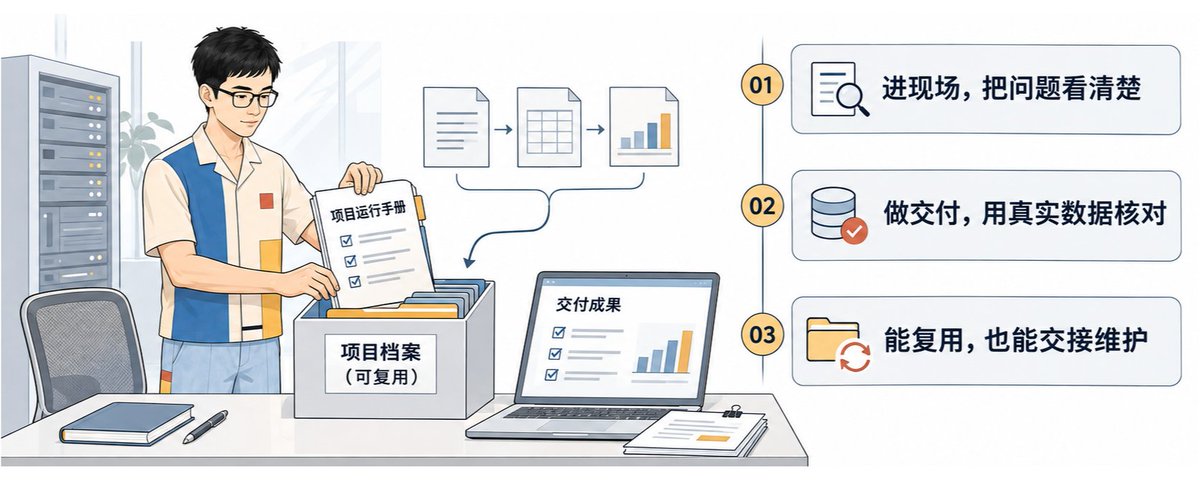 项目运行手册
项目档案
（可复用）
交付成果
01
进现场，把问题看清楚
02
做交付，用真实数据核对
03
能复用，也能交接维护